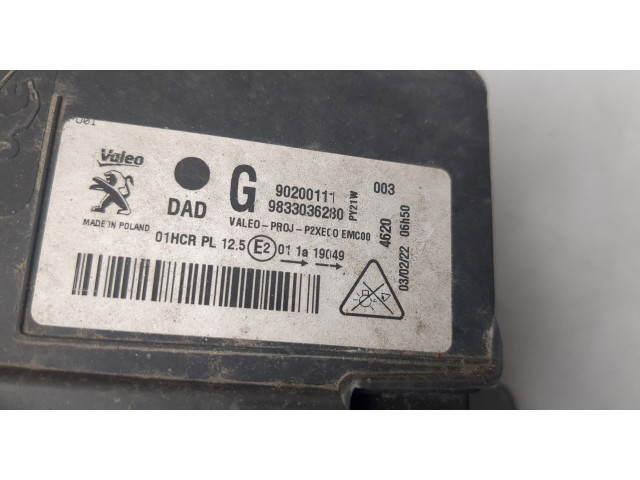 Valeo
MADE IN POLAND
DAD
G
90200111 003
9833036280
PY21W
VALEO-PROJ-P2XECO EMC00
01HCR PL 12.5 E2 01 1a 19049
4620
03/02/22 06h50